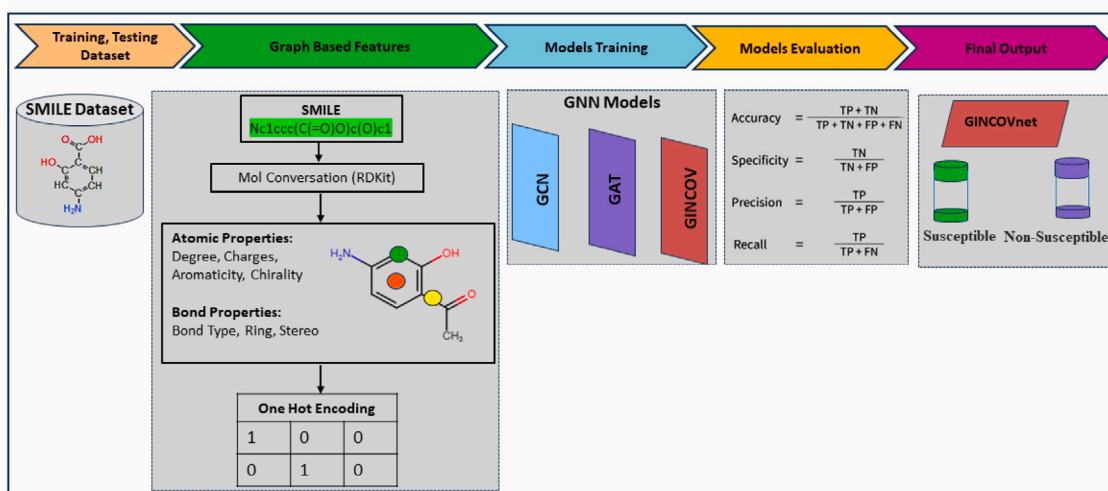 Training, Testing
Dataset
Graph Based Features
Models Training
Models Evaluation
Final Output
SMILE Dataset
O
OH
HO
CH
HC
CH
H₂N
SMILE
Nc1ccc(C(=O)O)c(O)c1
Mol Conversation (RDKit)
Atomic Properties:
Degree, Charges,
Aromaticity, Chirality
Bond Properties:
Bond Type, Ring, Stereo
H₂N
OH
O
CH₃
One Hot Encoding
1 0 0
0 1 0
GNN Models
GCN
GAT
GINCOV
Accuracy = TP + TN / TP + TN + FP + FN
Specificity = TN / TN + FP
Precision = TP / TP + FP
Recall = TP / TP + FN
GINCOVnet
Susceptible Non-Susceptible